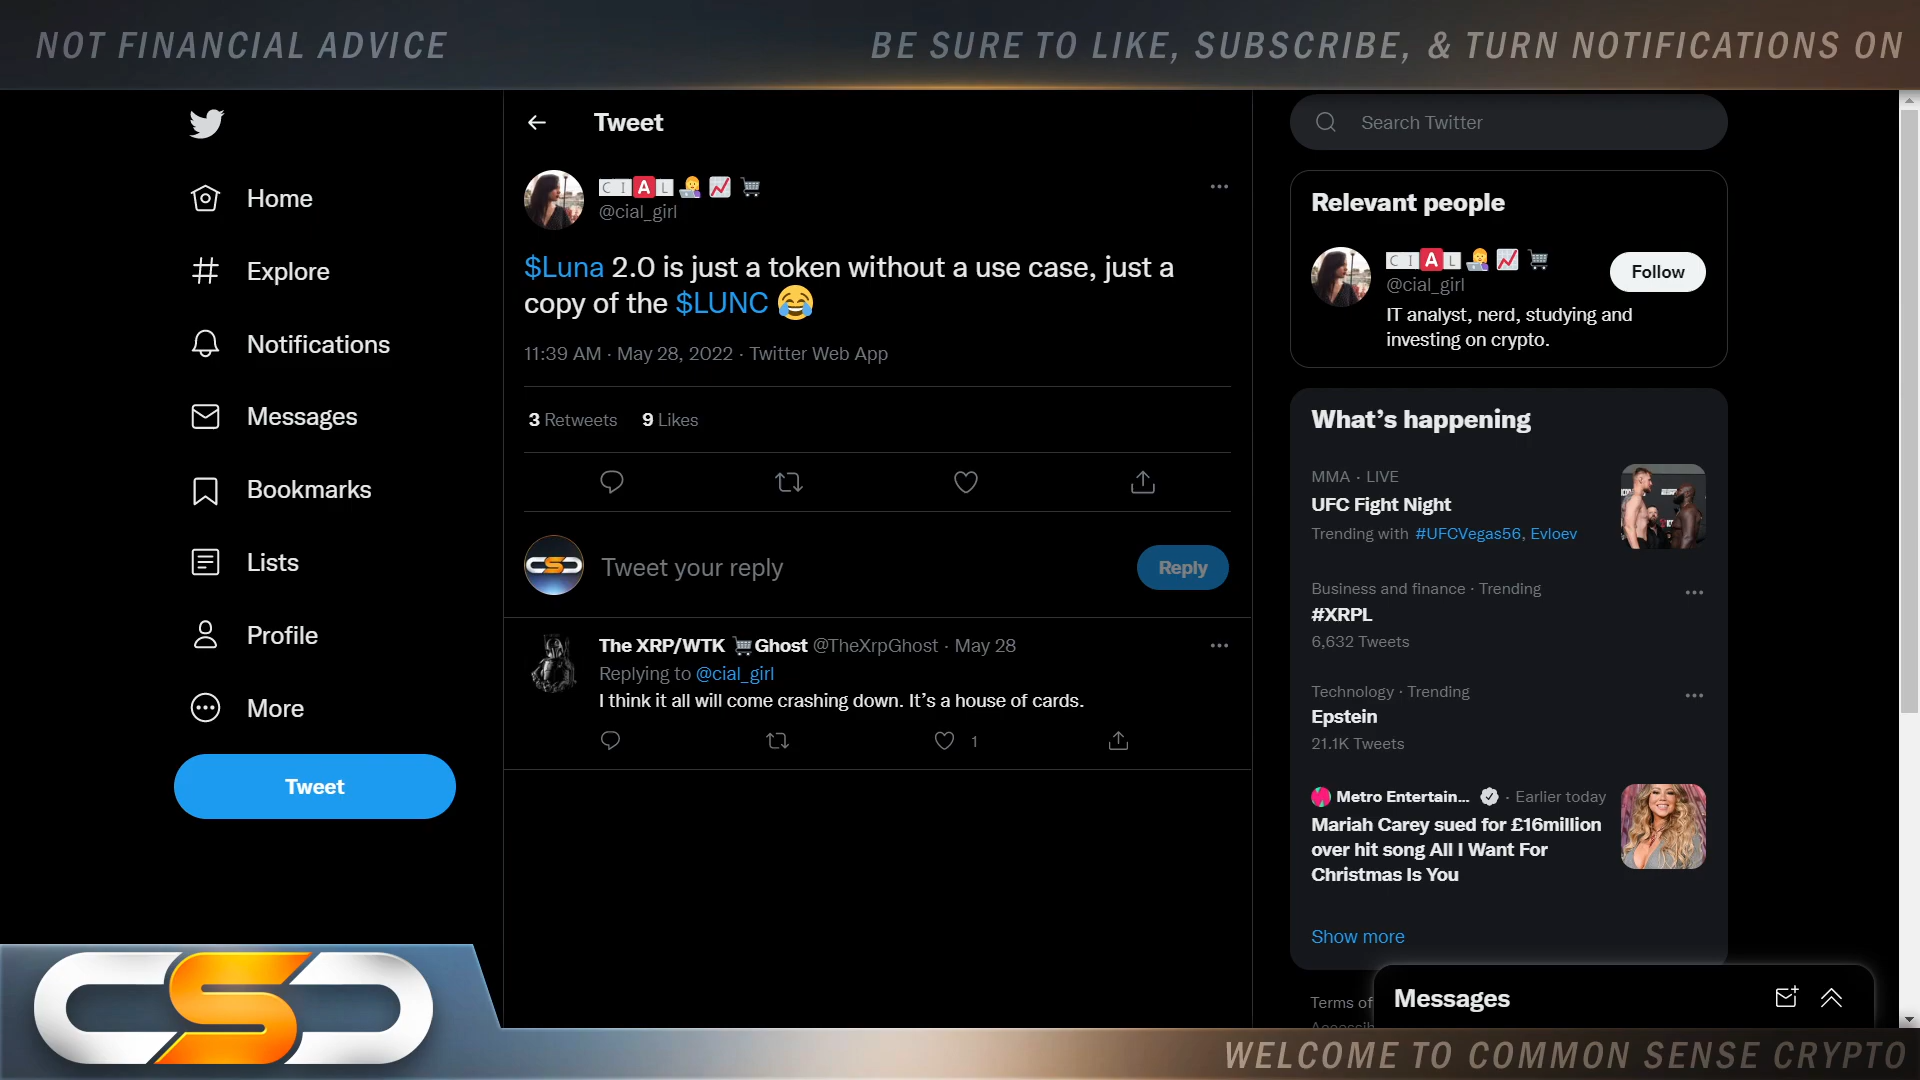 NOT FINANCIAL ADVICE
BE SURE TO LIKE, SUBSCRIBE, & TURN NOTIFICATIONS ON
Home
Explore
Notifications
Messages
Bookmarks
Lists
Profile
More
Tweet
Tweet
CIAL
@cial_girl
$Luna 2.0 is just a token without a use case, just a
copy of the $LUNC 😂
11:39 AM · May 28, 2022 · Twitter Web App
3 Retweets 9 Likes
CSC
Tweet your reply
Reply
The XRP/WTK 🛒Ghost @TheXrpGhost · May 28
Replying to @cial_girl
I think it all will come crashing down. It’s a house of cards.
1
Search Twitter
Relevant people
CIAL
@cial_girl
Follow
IT analyst, nerd, studying and
investing on crypto.
What’s happening
MMA · LIVE
UFC Fight Night
Trending with #UFCVegas56, Evloev
Business and finance · Trending
#XRPL
6,632 Tweets
Technology · Trending
Epstein
21.1K Tweets
Metro Entertain... · Earlier today
Mariah Carey sued for £16million
over hit song All I Want For
Christmas Is You
Show more
Terms of
Messages
CSC
WELCOME TO COMMON SENSE CRYPTO